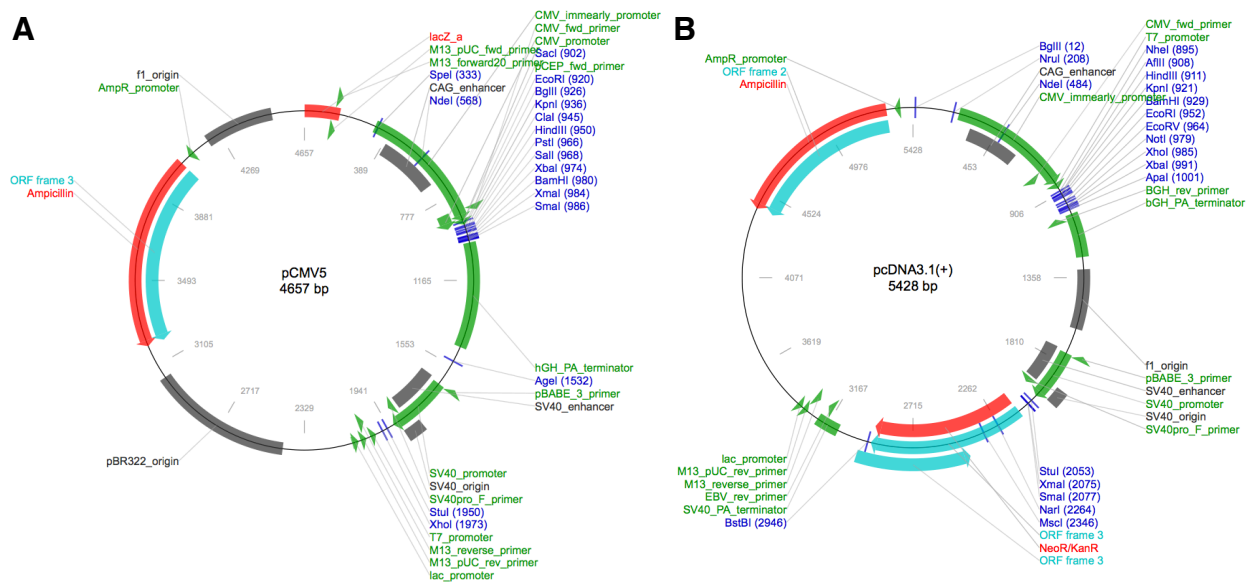 A
lacZ_a
M13_pUC_fwd_primer
M13_forward20_primer
SpeI (333)
CAG_enhancer
NdeI (568)
f1_origin
AmpR_promoter
CMV_immearly_promoter
CMV_fwd_primer
CMV_promoter
SacI (902)
pCEP_fwd_primer
EcoRI (920)
BglII (926)
KpnI (936)
ClaI (945)
HindIII (950)
PstI (966)
SalI (968)
XbaI (974)
BamHI (980)
XmaI (984)
SmaI (986)
ORF frame 3
Ampicillin
4657
389
777
1165
1553
1941
2329
2717
3105
3493
3881
4269
pCMV5
4657 bp
hGH_PA_terminator
AgeI (1532)
pBABE_3_primer
SV40_enhancer
pBR322_origin
SV40_promoter
SV40_origin
SV40pro_F_primer
StuI (1950)
XhoI (1973)
T7_promoter
M13_reverse_primer
M13_pUC_rev_primer
lac_promoter
B
AmpR_promoter
ORF frame 2
Ampicillin
BglII (12)
NruI (208)
CAG_enhancer
NdeI (484)
CMV_immearly_promoter
CMV_fwd_primer
T7_promoter
NheI (895)
AflII (908)
HindIII (911)
KpnI (921)
BamHI (929)
EcoRI (952)
EcoRV (964)
NotI (979)
XhoI (985)
XbaI (991)
ApaI (1001)
BGH_rev_primer
bGH_PA_terminator
5428
453
906
1358
1810
2262
2715
3167
3619
4071
4524
4976
pcDNA3.1(+)
5428 bp
f1_origin
pBABE_3_primer
SV40_enhancer
SV40_promoter
SV40_origin
SV40pro_F_primer
lac_promoter
M13_pUC_rev_primer
M13_reverse_primer
EBV_rev_primer
SV40_PA_terminator
BstBI (2946)
StuI (2053)
XmaI (2075)
SmaI (2077)
NarI (2264)
MscI (2346)
ORF frame 3
NeoR/KanR
ORF frame 3